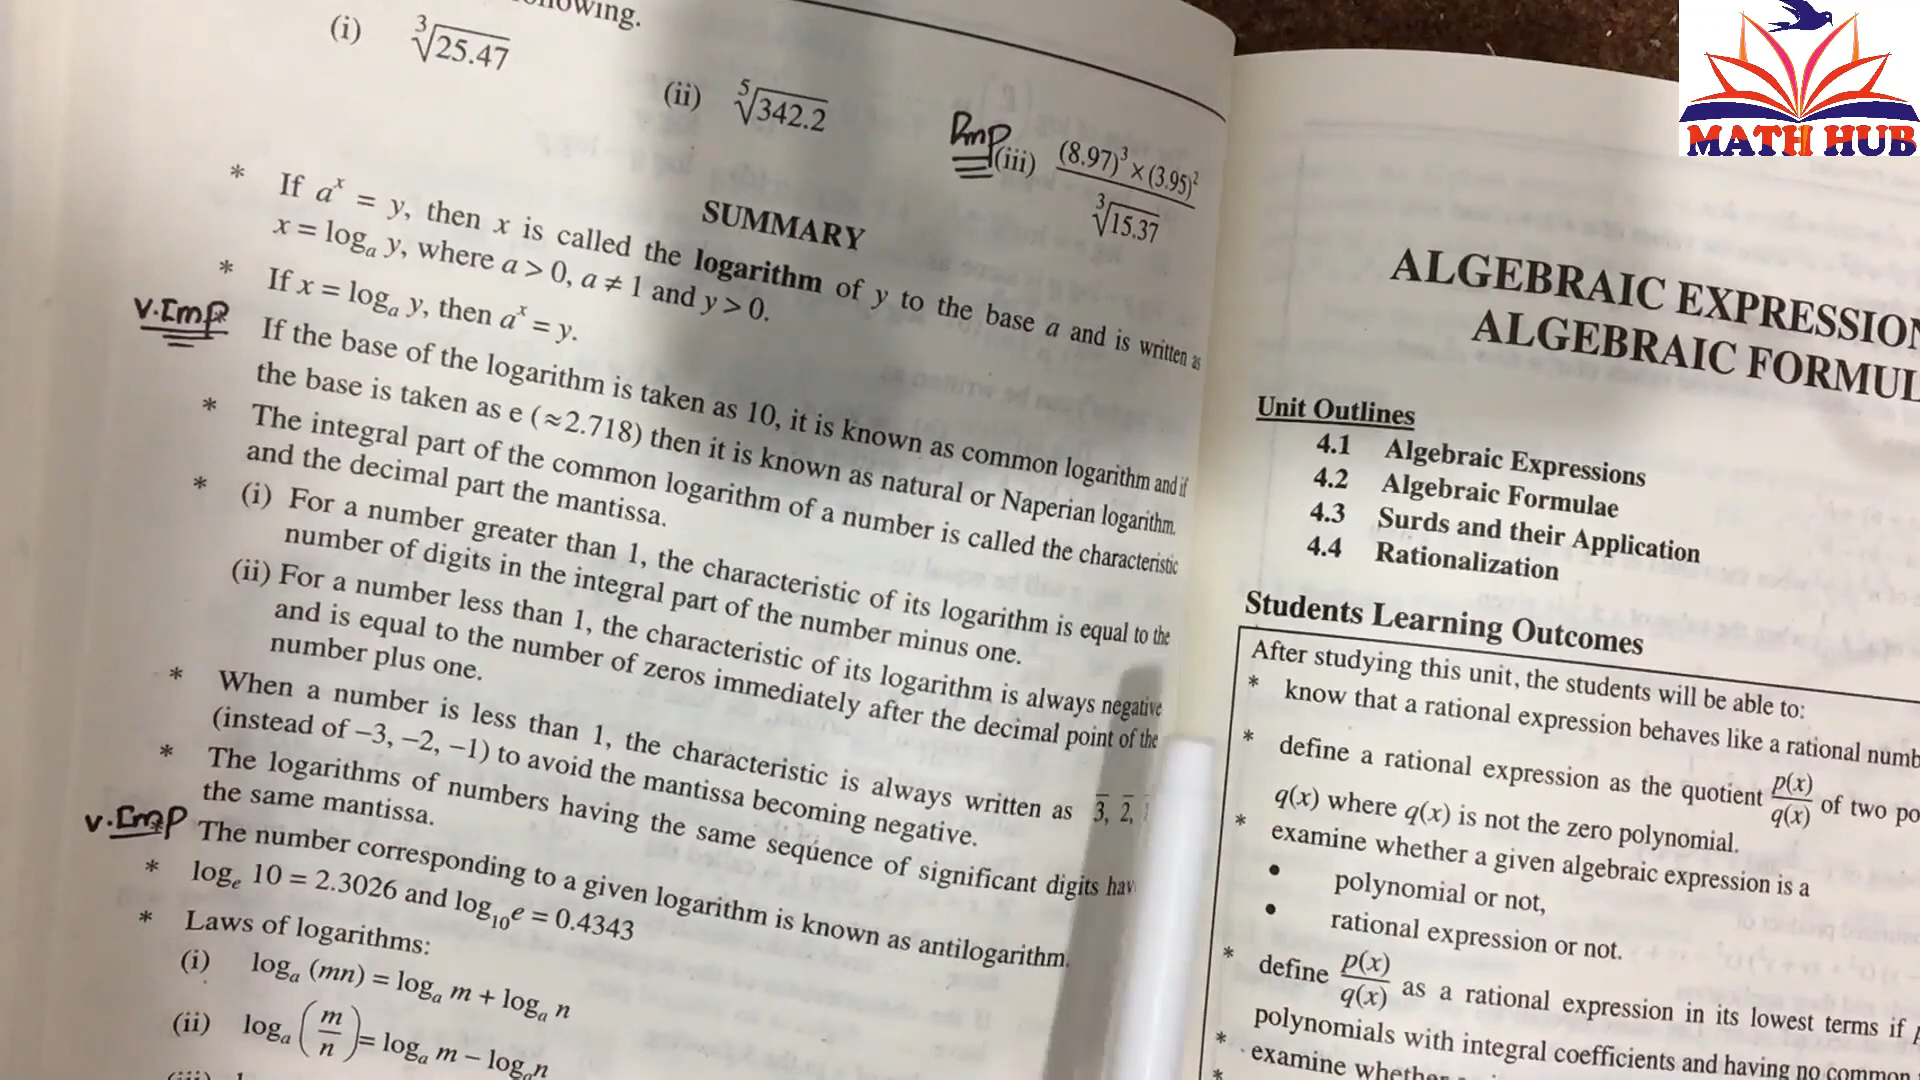 following.
(i) ∛25.47
(ii) ⁵√342.2
Imp (iii) (8.97)³ × (3.95)² / ∛15.37
SUMMARY
* If aˣ = y, then x is called the logarithm of y to the base a and is written as
x = logₐ y, where a > 0, a ≠ 1 and y > 0.
* If x = logₐ y, then aˣ = y.
V.Imp * If the base of the logarithm is taken as 10, it is known as common logarithm and if
the base is taken as e (≈2.718) then it is known as natural or Naperian logarithm.
* The integral part of the common logarithm of a number is called the characteristic
and the decimal part the mantissa.
* (i) For a number greater than 1, the characteristic of its logarithm is equal to the
number of digits in the integral part of the number minus one.
(ii) For a number less than 1, the characteristic of its logarithm is always negative
and is equal to the number of zeros immediately after the decimal point of the
number plus one.
* When a number is less than 1, the characteristic is always written as 3̅, 2̅,
(instead of –3, –2, –1) to avoid the mantissa becoming negative.
* The logarithms of numbers having the same sequence of significant digits
the same mantissa.
V.Imp * The number corresponding to a given logarithm is known as antilogarithm.
* logₑ 10 = 2.3026 and log₁₀ e = 0.4343
* Laws of logarithms:
(i) logₐ (mn) = logₐ m + logₐ n
(ii) logₐ (m/n) = logₐ m – logₐ n
MATH HUB
ALGEBRAIC
ALGEBRAIC
Unit Outlines
4.1 Algebraic Expressions
4.2 Algebraic Formulae
4.3 Surds and their Application
4.4 Rationalization
Students Learning Outcomes
After studying this unit, the students will be able to:
* know that a rational expression behaves like a rational
* define a rational expression as the quotient p(x)/q(x) of two
q(x) where q(x) is not the zero polynomial.
* examine whether a given algebraic expression is a
• polynomial or not,
• rational expression or not.
* define p(x)/q(x) as a rational expression in its lowest terms if
polynomials with integral coefficients and having no common
* examine whether
*